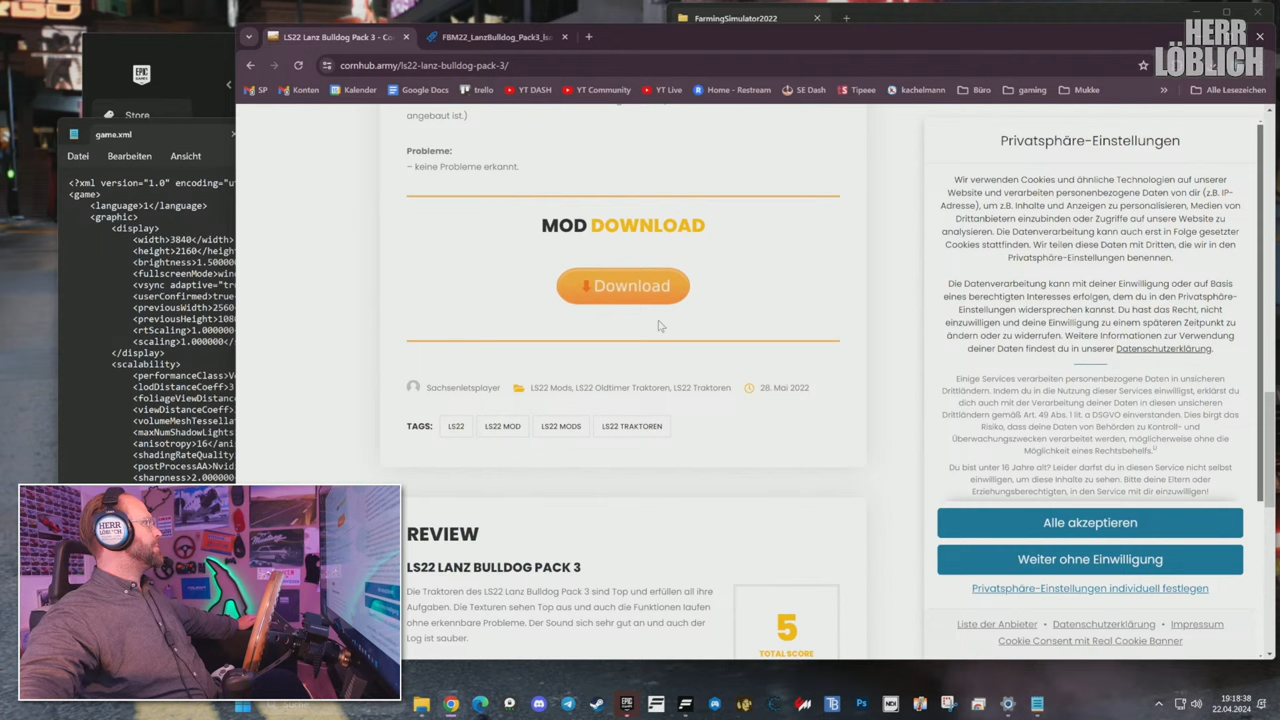 FarmingSimulator2022
HERR
LÖBLICH
EPIC
GAMES
Store
LS22 Lanz Bulldog Pack 3 - Co
FBM22_LanzBulldog_Pack3_lsc
cornhub.army/ls22-lanz-bulldog-pack-3/
SP
Konten
Kalender
Google Docs
trello
YT DASH
YT Community
YT Live
Home - Restream
SE Dash
Tipeee
kachelmann
Büro
gaming
Mukke
Alle Lesezeichen
game.xml
Datei
Bearbeiten
Ansicht
<?xml version="1.0" encoding="u
<game>
<language>1</language>
<graphic>
<display>
<width>3840</width>
<height>2160</height>
<brightness>1.500
<fullscreenMode>win
<vsync adaptive="tr
<userConfirmed>true
<previousWidth>2560
<previousHeight>108
<rtScaling>1.000000
<scaling>1.000000</
</display>
<scalability>
<performanceClass>V
<lodDistanceCoeff>3
<foliageViewDistanc
<viewDistanceCoeff>
<volumeMeshTessella
<maxNumShadowLights
<anisotropy>16</anis
<shadingRateQuality
<postProcessAA>Nvid
<sharpness>2.000000
angebaut ist.)
Probleme:
– keine Probleme erkannt.
MOD DOWNLOAD
Download
Sachsenletsplayer
LS22 Mods, LS22 Oldtimer Traktoren, LS22 Traktoren
28. Mai 2022
TAGS:
LS22
LS22 MOD
LS22 MODS
LS22 TRAKTOREN
REVIEW
LS22 LANZ BULLDOG PACK 3
Die Traktoren des LS22 Lanz Bulldog Pack 3 sind Top und erfüllen all ihre
Aufgaben. Die Texturen sehen Top aus und auch die Funktionen laufen
ohne erkennbare Probleme. Der Sound sich sehr gut an und auch der
Log ist sauber.
5
TOTAL SCORE
Privatsphäre-Einstellungen
Wir verwenden Cookies und ähnliche Technologien auf unserer
Website und verarbeiten personenbezogene Daten von dir (z.B. IP-
Adresse), um z.B. Inhalte und Anzeigen zu personalisieren, Medien von
Drittanbietern einzubinden oder Zugriffe auf unsere Website zu
analysieren. Die Datenverarbeitung kann auch erst in Folge gesetzter
Cookies stattfinden. Wir teilen diese Daten mit Dritten, die wir in den
Privatsphäre-Einstellungen benennen.
Die Datenverarbeitung kann mit deiner Einwilligung oder auf Basis
eines berechtigten Interesses erfolgen, dem du in den Privatsphäre-
Einstellungen widersprechen kannst. Du hast das Recht, nicht
einzuwilligen und deine Einwilligung zu einem späteren Zeitpunkt zu
ändern oder zu widerrufen. Weitere Informationen zur Verwendung
deiner Daten findest du in unserer Datenschutzerklärung.
Einige Services verarbeiten personenbezogene Daten in unsicheren
Drittländern. Indem du in die Nutzung dieser Services einwilligst, erklärst du
dich auch mit der Verarbeitung deiner Daten in diesen unsicheren
Drittländern gemäß Art. 49 Abs. 1 lit. a DSGVO einverstanden. Dies birgt das
Risiko, dass deine Daten von Behörden zu Kontroll- und
Überwachungszwecken verarbeitet werden, möglicherweise ohne die
Möglichkeit eines Rechtsbehelfs.
Du bist unter 16 Jahre alt? Leider darfst du in diesen Service nicht selbst
einwilligen, um diese Inhalte zu sehen. Bitte deine Eltern oder
Erziehungsberechtigten, in den Service mit dir einzuwilligen!
Alle akzeptieren
Weiter ohne Einwilligung
Privatsphäre-Einstellungen individuell festlegen
Liste der Anbieter • Datenschutzerklärung • Impressum
Cookie Consent mit Real Cookie Banner
HERR
LÖBLICH
Suche
19:18:38
22.04.2024